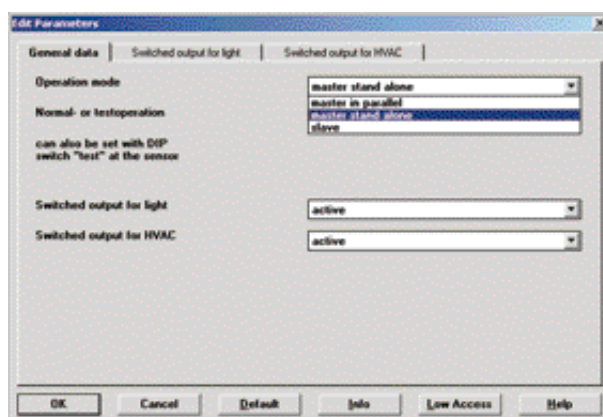 Edit Parameters
General data
Switched output for light
Switched output for HVAC
Operation mode
master stand alone
master in parallel
master stand alone
slave
Normal- or testoperation
can also be set with DIP
switch "test" at the sensor
Switched output for light
active
Switched output for HVAC
active
OK
Cancel
Default
Info
Low Access
Help